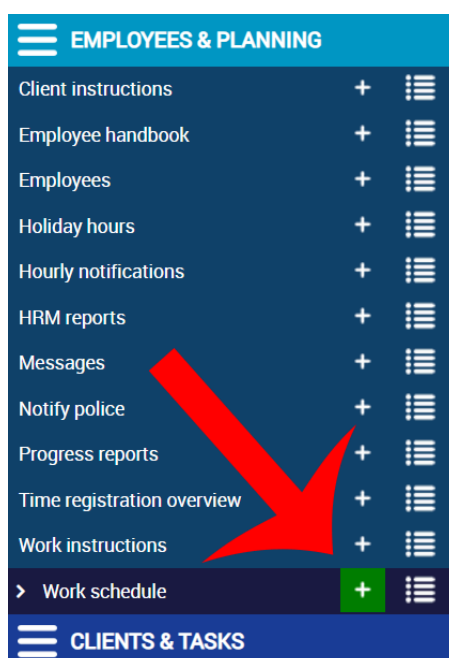 EMPLOYEES & PLANNING
Client instructions +
Employee handbook +
Employees +
Holiday hours +
Hourly notifications +
HRM reports +
Messages +
Notify police +
Progress reports +
Time registration overview +
Work instructions +
> Work schedule +
CLIENTS & TASKS